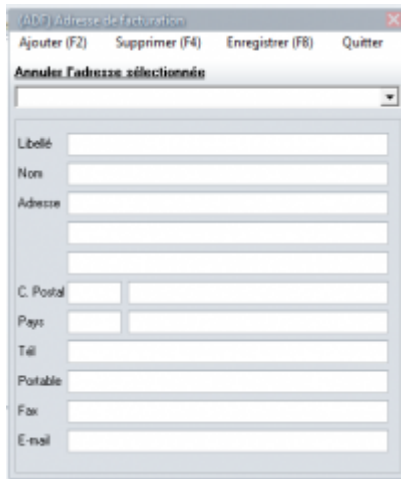 (ADF) Adresse de facturation
Ajouter (F2) Supprimer (F4) Enregistrer (F8) Quitter
Annuler l'adresse sélectionnée
Libellé
Nom
Adresse
C. Postal
Pays
Tél
Portable
Fax
E-mail